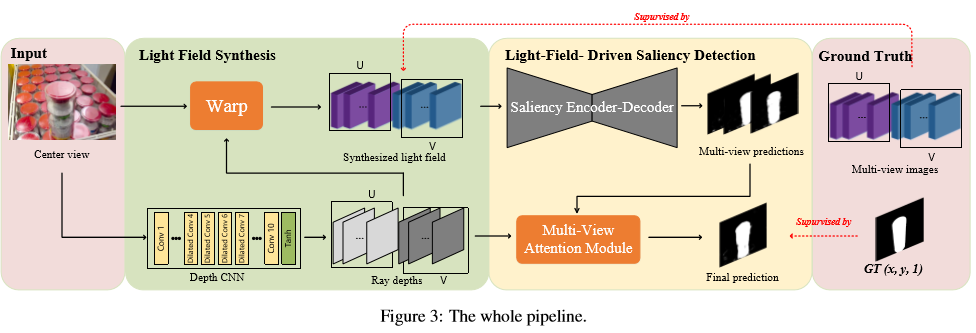 Supurvised by
Input
Light Field Synthesis
Light-Field- Driven Saliency Detection
Ground Truth
U
U
Warp
...
...
Saliency Encoder-Decoder
...
...
V
V
Center view
Synthesized light field
Multi-view predictions
Multi-view images
U
Conv 1
•••
Dilated Conv 4
Dilated Conv 5
Dilated Conv 6
Dilated Conv 7
•••
Conv 10
Tanh
...
...
Multi-View
Attention Module
Supurvised by
Depth CNN
Ray depths
V
Final prediction
GT (x, y, 1)
Figure 3: The whole pipeline.